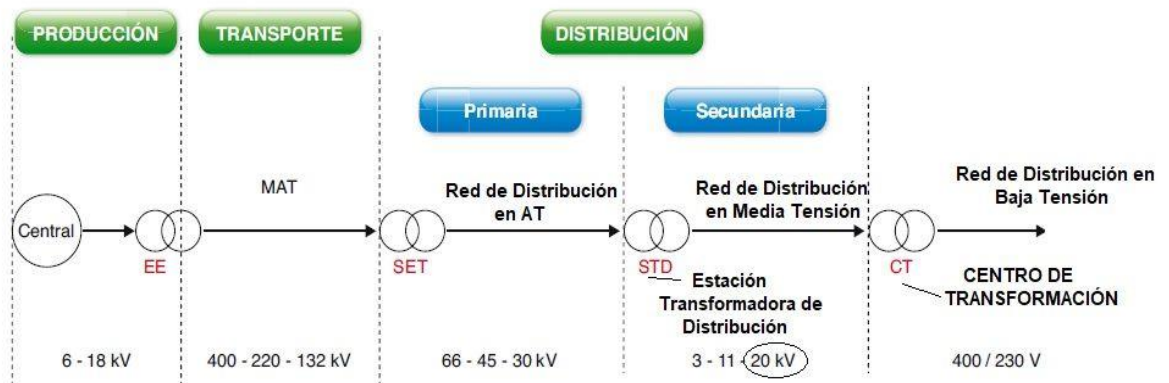 PRODUCCIÓN
TRANSPORTE
DISTRIBUCIÓN
Primaria
Secundaria
MAT
Red de Distribución
en AT
Red de Distribución
en Media Tensión
Red de Distribución en
Baja Tensión
Central
EE
SET
STD
CT
Estación
Transformadora de
Distribución
CENTRO DE
TRANSFORMACIÓN
6 - 18 kV
400 - 220 - 132 kV
66 - 45 - 30 kV
3 - 11 - 20 kV
400 / 230 V